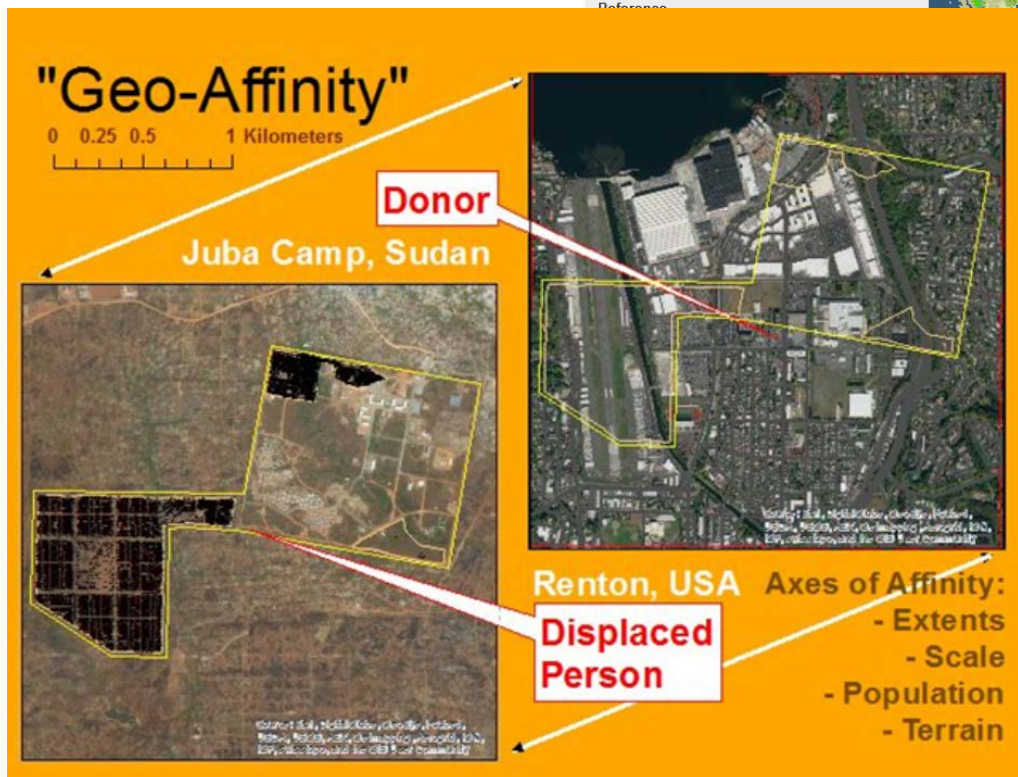 Reference
"Geo-Affinity"
0 0.25 0.5 1 Kilometers
Donor
Juba Camp, Sudan
Renton, USA
Axes of Affinity:
- Extents
- Scale
- Population
- Terrain
Displaced
Person